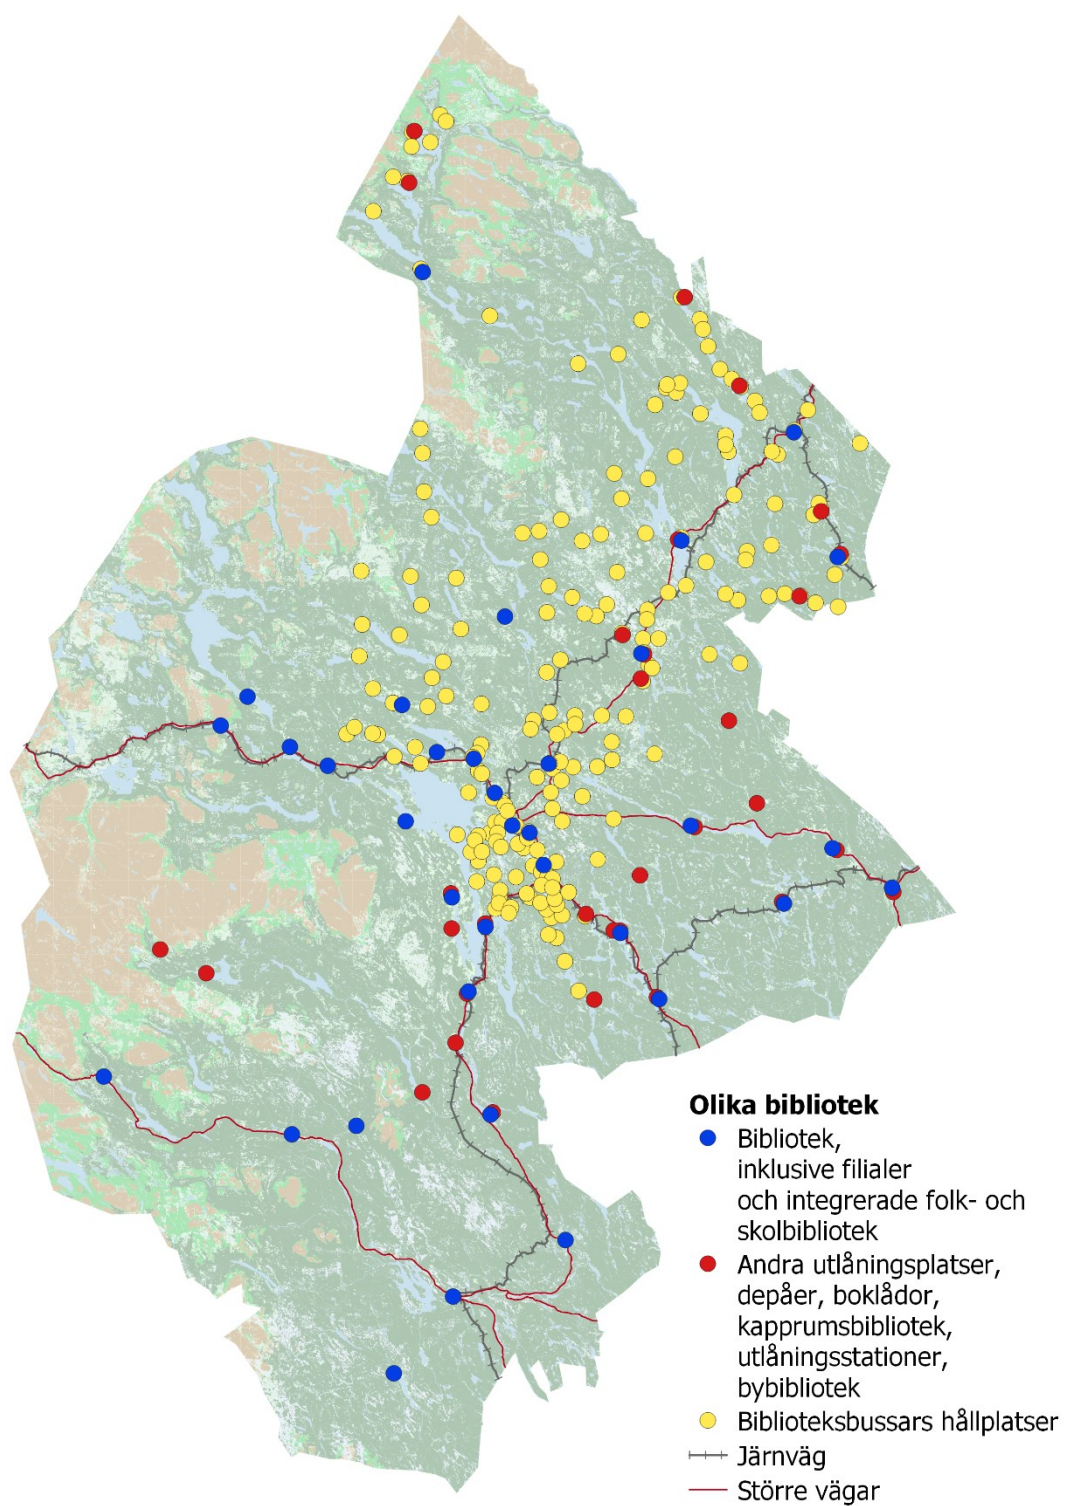 Olika bibliotek
Bibliotek,
inklusive filialer
och integrerade folk- och
skolbibliotek
Andra utlåningsplatser,
depåer, boklådor,
kapprumsbibliotek,
utlåningsstationer,
bybibliotek
Biblioteksbussars hållplatser
Järnväg
Större vägar